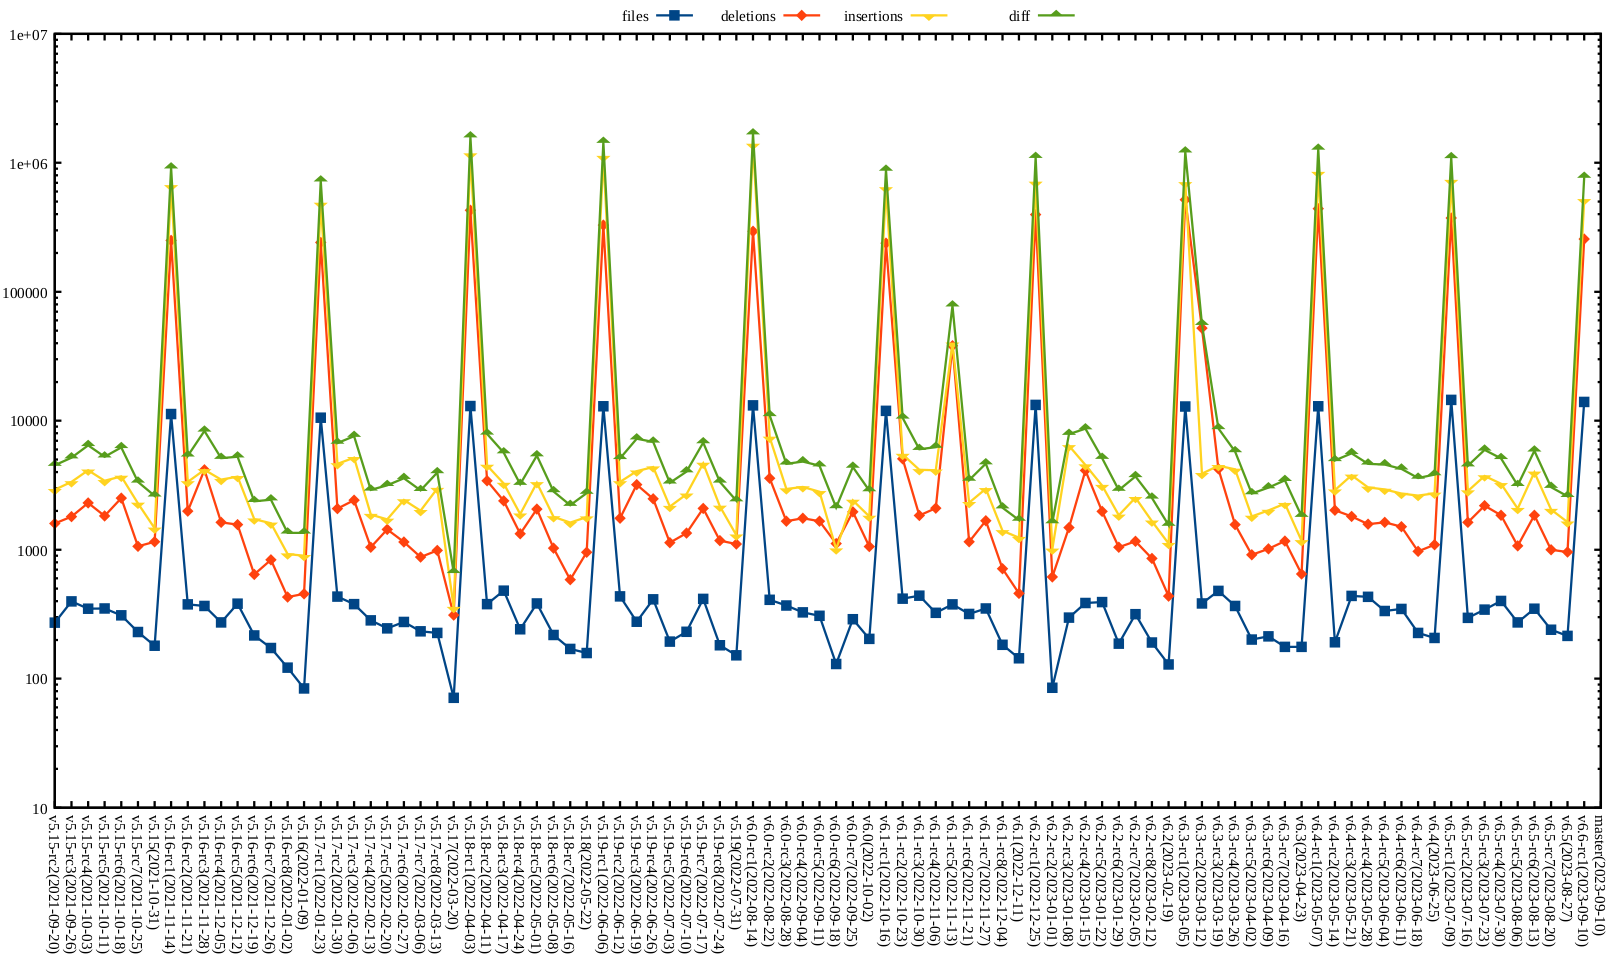 files deletions insertions diff
1e+07
1e+06
100000
10000
1000
100
10
v5.15-rc2(2021-09-20)
v5.15-rc3(2021-09-26)
v5.15-rc4(2021-10-03)
v5.15-rc5(2021-10-11)
v5.15-rc6(2021-10-18)
v5.15-rc7(2021-10-25)
v5.15(2021-10-31)
v5.16-rc1(2021-11-14)
v5.16-rc2(2021-11-21)
v5.16-rc3(2021-11-28)
v5.16-rc4(2021-12-05)
v5.16-rc5(2021-12-12)
v5.16-rc6(2021-12-19)
v5.16-rc7(2021-12-26)
v5.16-rc8(2022-01-02)
v5.16(2022-01-09)
v5.17-rc1(2022-01-23)
v5.17-rc2(2022-01-30)
v5.17-rc3(2022-02-06)
v5.17-rc4(2022-02-13)
v5.17-rc5(2022-02-20)
v5.17-rc6(2022-02-27)
v5.17-rc7(2022-03-06)
v5.17-rc8(2022-03-13)
v5.17(2022-03-20)
v5.18-rc1(2022-04-03)
v5.18-rc2(2022-04-11)
v5.18-rc3(2022-04-17)
v5.18-rc4(2022-04-24)
v5.18-rc5(2022-05-01)
v5.18-rc6(2022-05-08)
v5.18-rc7(2022-05-16)
v5.18(2022-05-22)
v5.19-rc1(2022-06-06)
v5.19-rc2(2022-06-12)
v5.19-rc3(2022-06-19)
v5.19-rc4(2022-06-26)
v5.19-rc5(2022-07-03)
v5.19-rc6(2022-07-10)
v5.19-rc7(2022-07-17)
v5.19-rc8(2022-07-24)
v5.19(2022-07-31)
v6.0-rc1(2022-08-14)
v6.0-rc2(2022-08-22)
v6.0-rc3(2022-08-28)
v6.0-rc4(2022-09-04)
v6.0-rc5(2022-09-11)
v6.0-rc6(2022-09-18)
v6.0-rc7(2022-09-25)
v6.0(2022-10-02)
v6.1-rc1(2022-10-16)
v6.1-rc2(2022-10-23)
v6.1-rc3(2022-10-30)
v6.1-rc4(2022-11-06)
v6.1-rc5(2022-11-13)
v6.1-rc6(2022-11-21)
v6.1-rc7(2022-11-27)
v6.1-rc8(2022-12-04)
v6.1(2022-12-11)
v6.2-rc1(2022-12-25)
v6.2-rc2(2023-01-01)
v6.2-rc3(2023-01-08)
v6.2-rc4(2023-01-15)
v6.2-rc5(2023-01-22)
v6.2-rc6(2023-01-29)
v6.2-rc7(2023-02-05)
v6.2-rc8(2023-02-12)
v6.2(2023-02-19)
v6.3-rc1(2023-03-05)
v6.3-rc2(2023-03-12)
v6.3-rc3(2023-03-19)
v6.3-rc4(2023-03-26)
v6.3-rc5(2023-04-02)
v6.3-rc6(2023-04-09)
v6.3-rc7(2023-04-16)
v6.3(2023-04-23)
v6.4-rc1(2023-05-07)
v6.4-rc2(2023-05-14)
v6.4-rc3(2023-05-21)
v6.4-rc4(2023-05-28)
v6.4-rc5(2023-06-04)
v6.4-rc6(2023-06-11)
v6.4-rc7(2023-06-18)
v6.4(2023-06-25)
v6.5-rc1(2023-07-09)
v6.5-rc2(2023-07-16)
v6.5-rc3(2023-07-23)
v6.5-rc4(2023-07-30)
v6.5-rc5(2023-08-06)
v6.5-rc6(2023-08-13)
v6.5-rc7(2023-08-20)
v6.5(2023-08-27)
v6.6-rc1(2023-09-10)
master(2023-09-10)